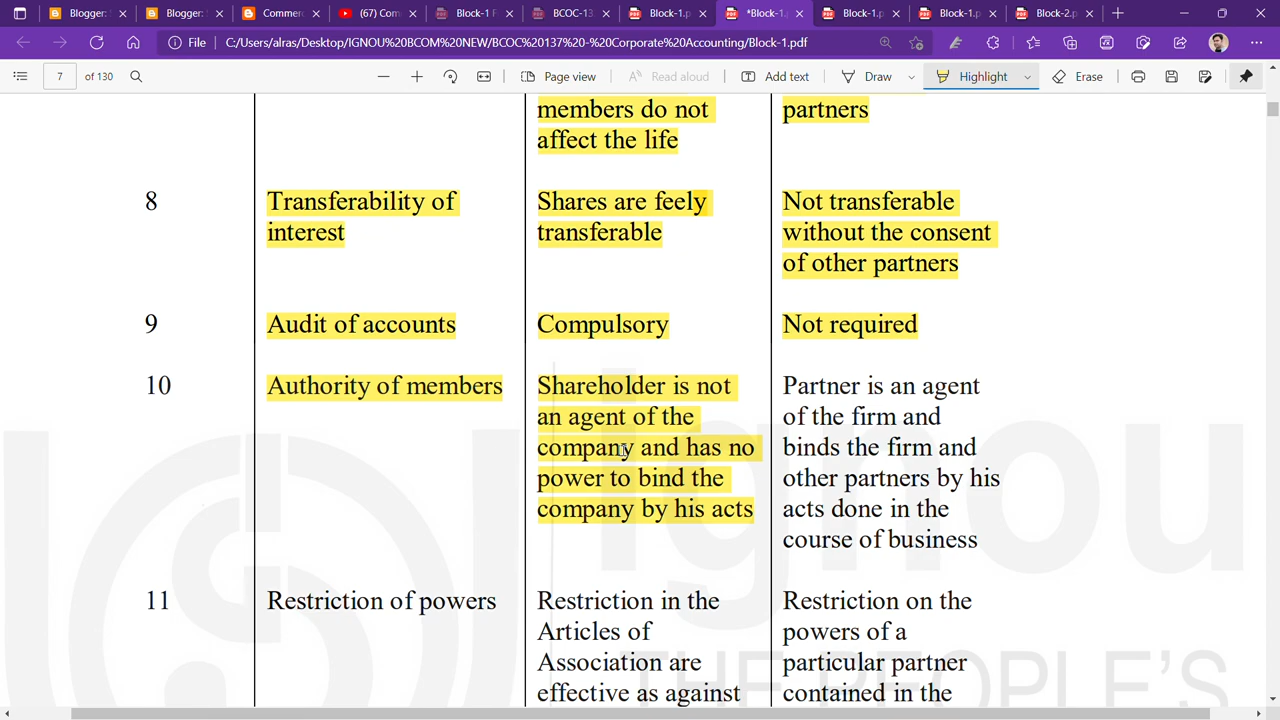 Blogger:
Blogger:
Commer
(67) Com
Block-1
BCOC-13
Block-1.p
*Block-1.
Block-1.p
Block-1.p
Block-2.p
File
C:/Users/alras/Desktop/IGNOU%20BCOM%20NEW/BCOC%20137%20-%20Corporate%20Accounting/Block-1.pdf
7 of 130
Page view
Read aloud
Add text
Draw
Highlight
Erase
members do not
affect the life
partners
8
Transferability of
interest
Shares are feely
transferable
Not transferable
without the consent
of other partners
9
Audit of accounts
Compulsory
Not required
10
Authority of members
Shareholder is not
an agent of the
company and has no
power to bind the
company by his acts
Partner is an agent
of the firm and
binds the firm and
other partners by his
acts done in the
course of business
11
Restriction of powers
Restriction in the
Articles of
Association are
effective as against
Restriction on the
powers of a
particular partner
contained in the
ignou
THE PEOPLE'S